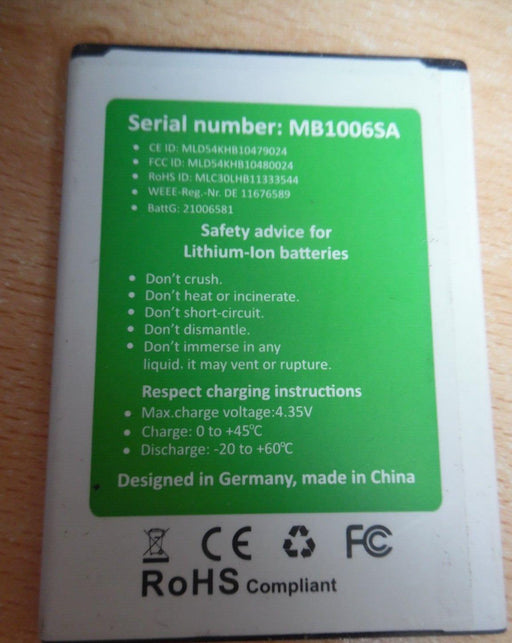 Serial number: MB1006SA
• CE ID: MLD54KHB10479024
• FCC ID: MLD54KHB10480024
• RoHS ID: MLC30LHB11333544
• WEEE-Reg.-Nr. DE 11676589
• BattG: 21006581
Safety advice for
Lithium-Ion batteries
• Don't crush.
• Don't heat or incinerate.
• Don't short-circuit.
• Don't dismantle.
• Don't immerse in any
liquid. it may vent or rupture.
Respect charging instructions
• Max.charge voltage:4.35V
• Charge: 0 to +45°C
• Discharge: -20 to +60°C
Designed in Germany, made in China
CE FC
RoHS Compliant